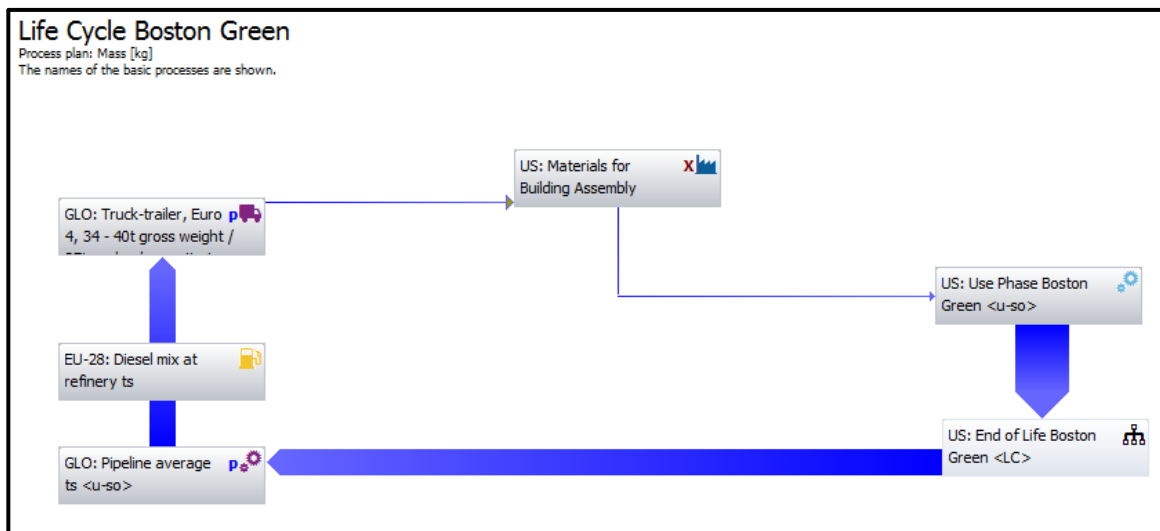 Life Cycle Boston Green
Process plan: Mass [kg]
The names of the basic processes are shown.
US: Materials for
Building Assembly
X
GLO: Truck-trailer, Euro
4, 34 - 40t gross weight /
p
US: Use Phase Boston
Green <u-so>
EU-28: Diesel mix at
refinery ts
US: End of Life Boston
Green <LC>
GLO: Pipeline average
ts <u-so>
p